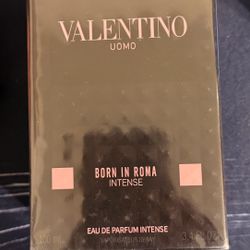 VALENTINO
UOMO
BORN IN ROMA
INTENSE
EAU DE PARFUM INTENSE